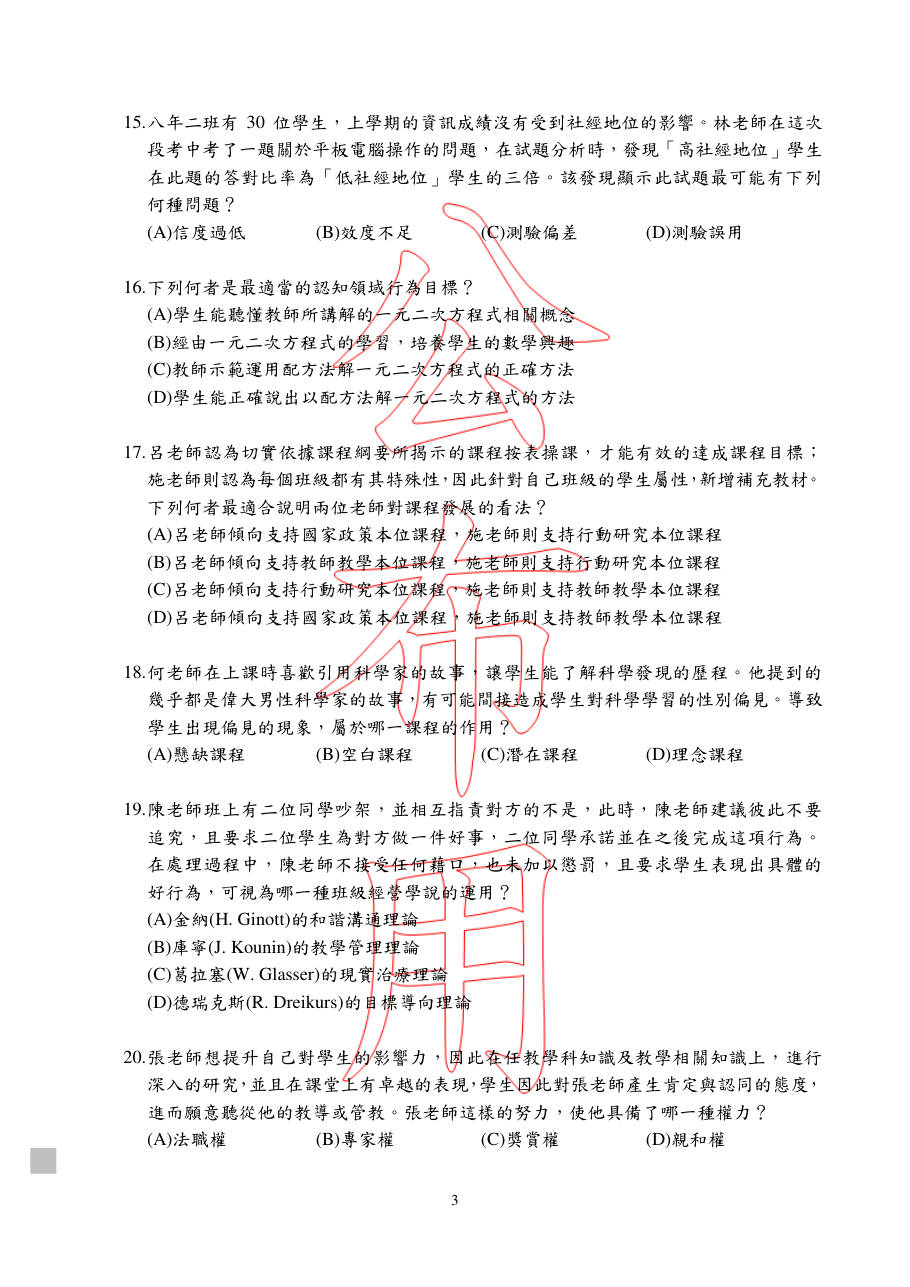 15.八年二班有 30 位學生，上學期的資訊成績沒有受到社經地位的影響。林老師在這次
段考中考了一題關於平板電腦操作的問題，在試題分析時，發現「高社經地位」學生
在此題的答對比率為「低社經地位」學生的三倍。該發現顯示此試題最可能有下列
何種問題？
(A)信度過低 (B)效度不足 (C)測驗偏差 (D)測驗誤用
16.下列何者是最適當的認知領域行為目標？
(A)學生能聽懂教師所講解的一元二次方程式相關概念
(B)經由一元二次方程式的學習，培養學生的數學興趣
(C)教師示範運用配方法解一元二次方程式的正確方法
(D)學生能正確說出以配方法解一元二次方程式的方法
17.呂老師認為切實依據課程綱要所揭示的課程按表操課，才能有效的達成課程目標；
施老師則認為每個班級都有其特殊性，因此針對自己班級的學生屬性，新增補充教材。
下列何者最適合說明兩位老師對課程發展的看法？
(A)呂老師傾向支持國家政策本位課程，施老師則支持行動研究本位課程
(B)呂老師傾向支持教師教學本位課程，施老師則支持行動研究本位課程
(C)呂老師傾向支持行動研究本位課程，施老師則支持教師教學本位課程
(D)呂老師傾向支持國家政策本位課程，施老師則支持教師教學本位課程
18.何老師在上課時喜歡引用科學家的故事，讓學生能了解科學發現的歷程。他提到的
幾乎都是偉大男性科學家的故事，有可能間接造成學生對科學學習的性別偏見。導致
學生出現偏見的現象，屬於哪一課程的作用？
(A)懸缺課程 (B)空白課程 (C)潛在課程 (D)理念課程
19.陳老師班上有二位同學吵架，並相互指責對方的不是，此時，陳老師建議彼此不要
追究，且要求二位學生為對方做一件好事，二位同學承諾並在之後完成這項行為。
在處理過程中，陳老師不接受任何藉口，也未加以懲罰，且要求學生表現出具體的
好行為，可視為哪一種班級經營學說的運用？
(A)金納(H. Ginott)的和諧溝通理論
(B)庫寧(J. Kounin)的教學管理理論
(C)葛拉塞(W. Glasser)的現實治療理論
(D)德瑞克斯(R. Dreikurs)的目標導向理論
20.張老師想提升自己對學生的影響力，因此在任教學科知識及教學相關知識上，進行
深入的研究，並且在課堂上有卓越的表現，學生因此對張老師產生肯定與認同的態度，
進而願意聽從他的教導或管教。張老師這樣的努力，使他具備了哪一種權力？
(A)法職權 (B)專家權 (C)獎賞權 (D)親和權
3
公布用